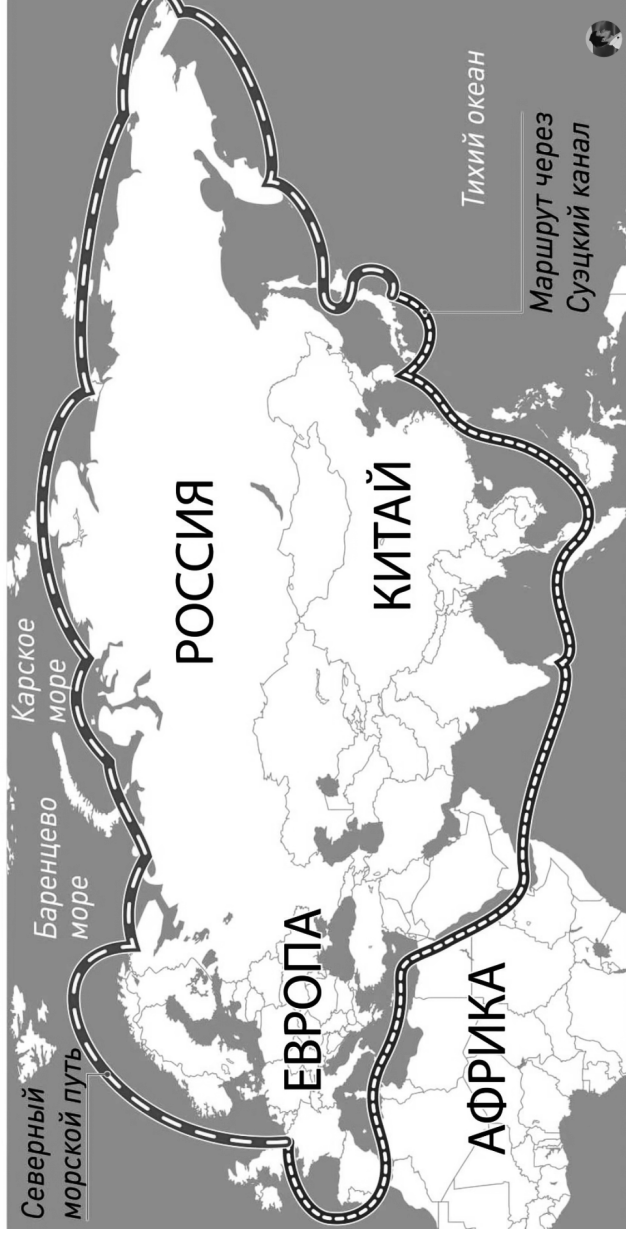 Северный
морской путь
Баренцево
море
Карское
море
РОССИЯ
ЕВРОПА
КИТАЙ
АФРИКА
Тихий океан
Маршрут через
Суэцкий канал